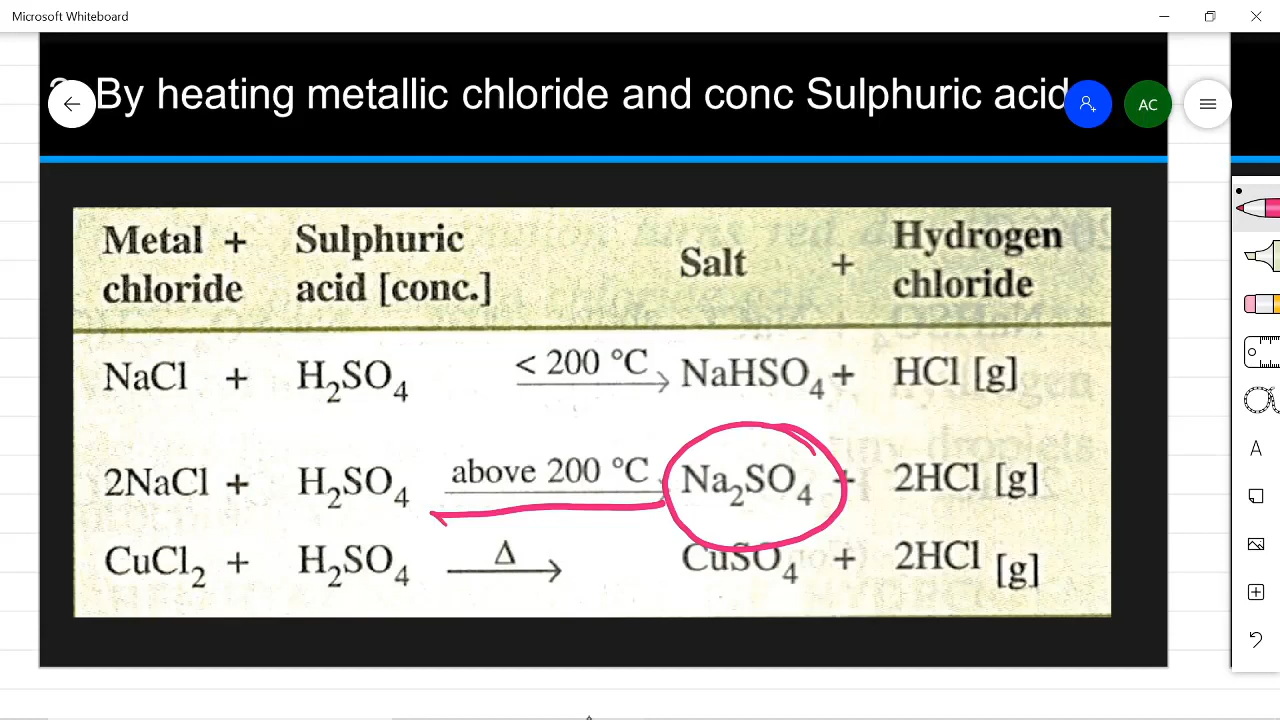 Microsoft Whiteboard
By heating metallic chloride and conc Sulphuric acid
AC
Metal + Sulphuric Salt + Hydrogen
chloride acid [conc.] chloride
NaCl + H₂SO₄ < 200 °C NaHSO₄ + HCl [g]
2NaCl + H₂SO₄ above 200 °C Na₂SO₄ + 2HCl [g]
CuCl₂ + H₂SO₄ Δ→ CuSO₄ + 2HCl [g]
A